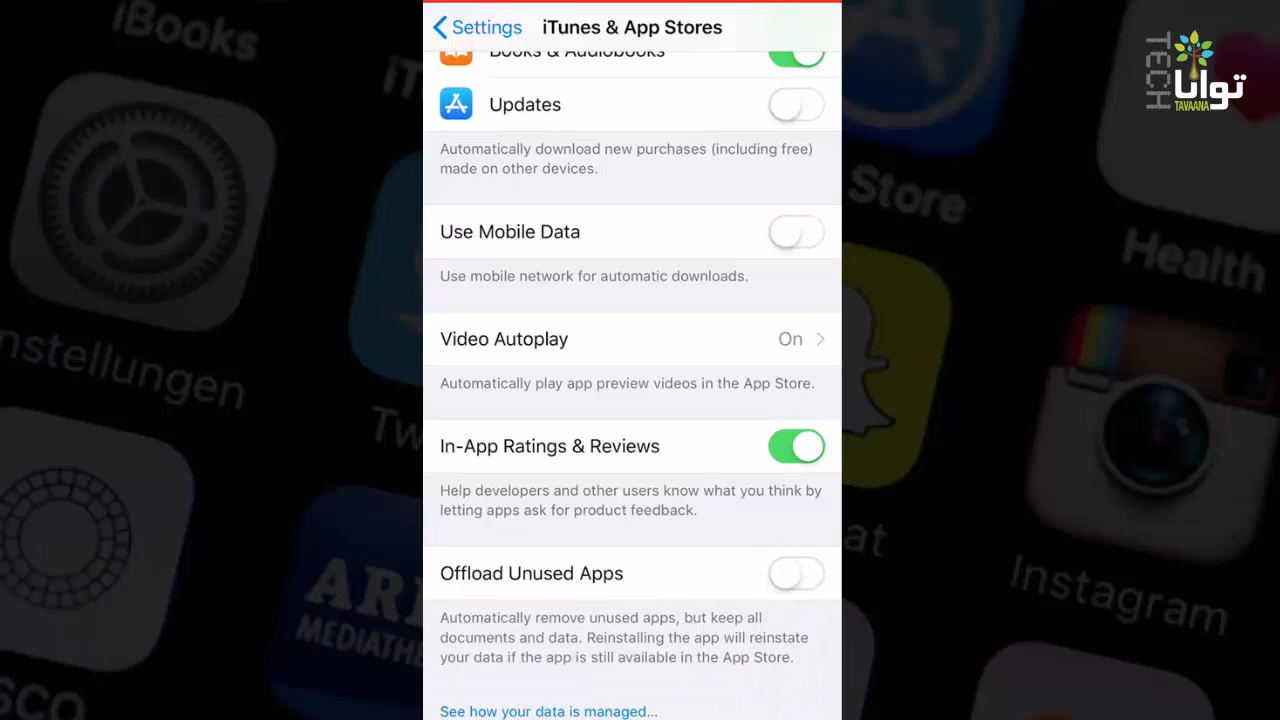 Settings
iTunes & App Stores
Books & Audiobooks
Updates
Automatically download new purchases (including free)
made on other devices.
Use Mobile Data
Use mobile network for automatic downloads.
Video Autoplay
On
Automatically play app preview videos in the App Store.
In-App Ratings & Reviews
Help developers and other users know what you think by
letting apps ask for product feedback.
Offload Unused Apps
Automatically remove unused apps, but keep all
documents and data. Reinstalling the app will reinstate
your data if the app is still available in the App Store.
See how your data is managed...
TECH
توانا
TAVAANA
iBooks
Store
Health
Instagram
nstellungen
Tw
at
AR
MEDIATHE
SCO